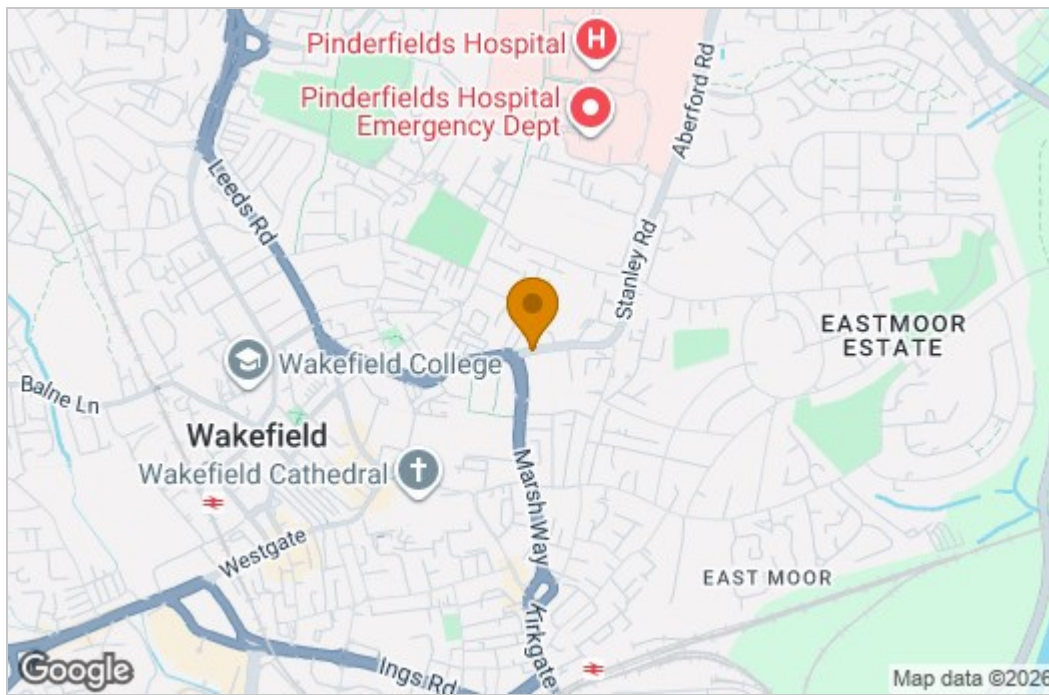 Pinderfields Hospital
H
Pinderfields Hospital
Emergency Dept
Aberford Rd
Leeds Rd
Stanley Rd
EASTMOOR
ESTATE
Wakefield College
Balne Ln
Wakefield
Wakefield Cathedral
Marsh Way
Westgate
EAST MOOR
Kirkgate
Ings Rd
Google
Map data ©2026